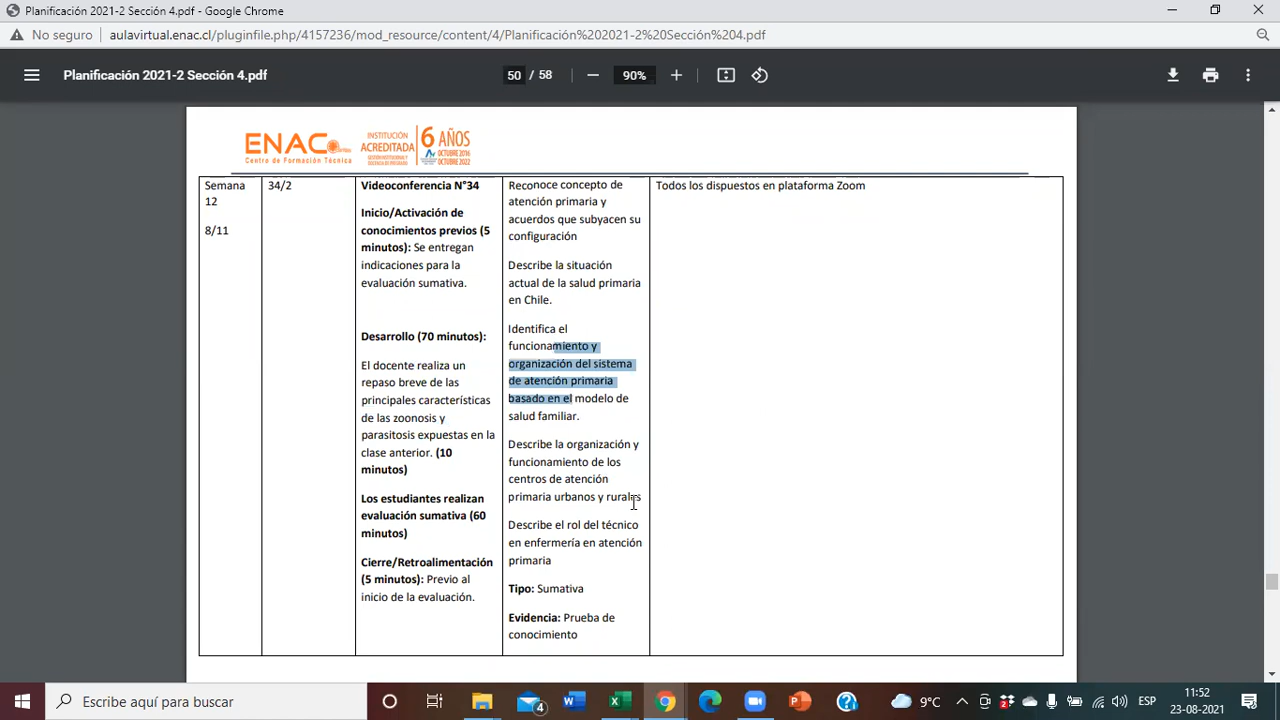 Planificación 2021-2 Sección 4.pdf - Google Chrome
No seguro
aulavirtual.enac.cl/pluginfile.php/4157236/mod_resource/content/4/Planificación%202021-2%20Sección%204.pdf
Planificación 2021-2 Sección 4.pdf
50 / 58
90%
ENAC
Centro de Formación Técnica
INSTITUCIÓN
ACREDITADA
6 AÑOS
OCTUBRE 2016
OCTUBRE 2022
Semana
12
8/11
34/2
Videoconferencia N°34
Inicio/Activación de
conocimientos previos (5
minutos): Se entregan
indicaciones para la
evaluación sumativa.
Desarrollo (70 minutos):
El docente realiza un
repaso breve de las
principales características
de las zoonosis y
parasitosis expuestas en la
clase anterior. (10
minutos)
Los estudiantes realizan
evaluación sumativa (60
minutos)
Cierre/Retroalimentación
(5 minutos): Previo al
inicio de la evaluación.
Reconoce concepto de
atención primaria y
acuerdos que subyacen su
configuración
Describe la situación
actual de la salud primaria
en Chile.
Identifica el
funcionamiento y
organización del sistema
de atención primaria
basado en el modelo de
salud familiar.
Describe la organización y
funcionamiento de los
centros de atención
primaria urbanos y rurales
Describe el rol del técnico
en enfermería en atención
primaria
Tipo: Sumativa
Evidencia: Prueba de
conocimiento
Todos los dispuestos en plataforma Zoom
Escribe aquí para buscar
4
9°C
ESP
11:52
23-08-2021